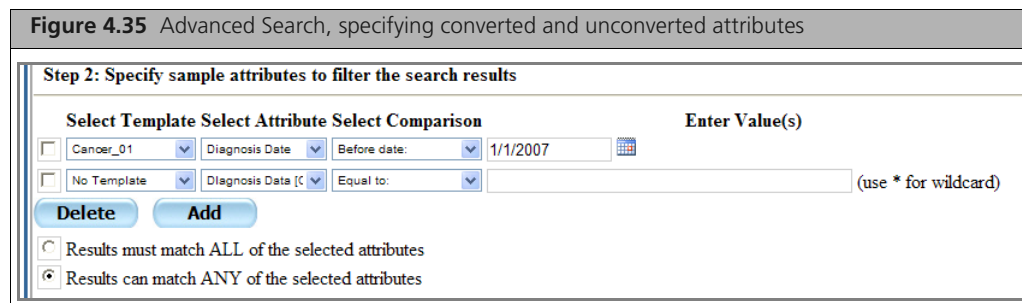 Figure 4.35 Advanced Search, specifying converted and unconverted attributes
Step 2: Specify sample attributes to filter the search results
Select Template Select Attribute Select Comparison Enter Value(s)
Cancer_01 Diagnosis Date Before date: 1/1/2007
No Template DIagnosis Data [C Equal to: (use * for wildcard)
Delete Add
Results must match ALL of the selected attributes
Results can match ANY of the selected attributes